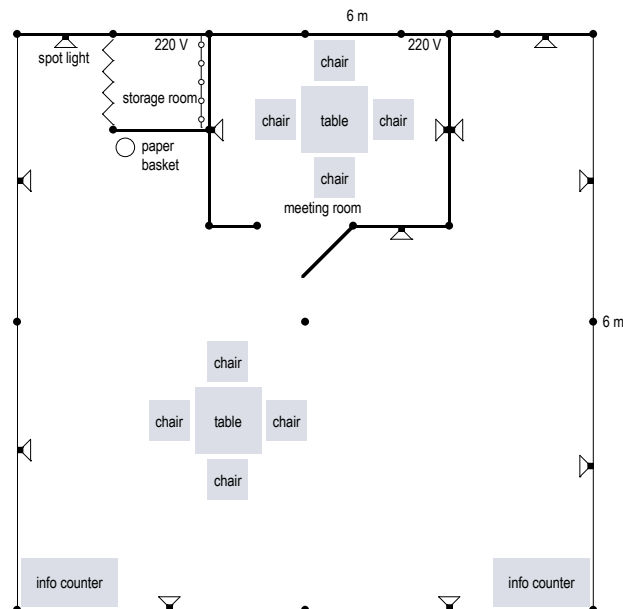 6 m
220 V
220 V
spot light
chair
storage room
chair
table
chair
paper
basket
chair
meeting room
6 m
chair
chair
table
chair
chair
info counter
info counter